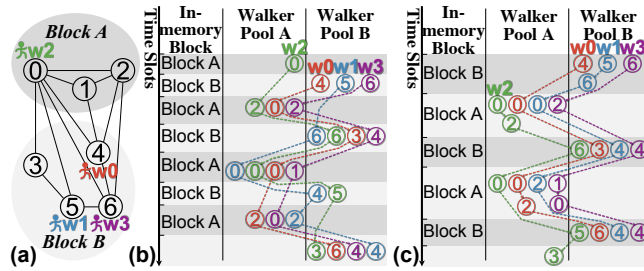 Block A
w2
0
2
1
3
4
w0
5
6
w1
w3
Block B
(a)
Time Slots
In-memory Block
Walker Pool A
Walker Pool B
w2
w0 w1 w3
Block A 0
Block B 4 5 6
Block A 2 0 2
Block B 6 6 3 4
Block A 0 0 0 1
Block B 4 5
Block A 2 0 2
3 6 4 4
(b)
Time Slots
In-memory Block
Walker Pool A
Walker Pool B
w0 w1 w3
w2
Block B 4 5 6
6
Block A 0 0 0 2
2
Block B 6 3 4 4
Block A 0 0 2 1
2 0
Block B 5 6 4 4
3
(c)